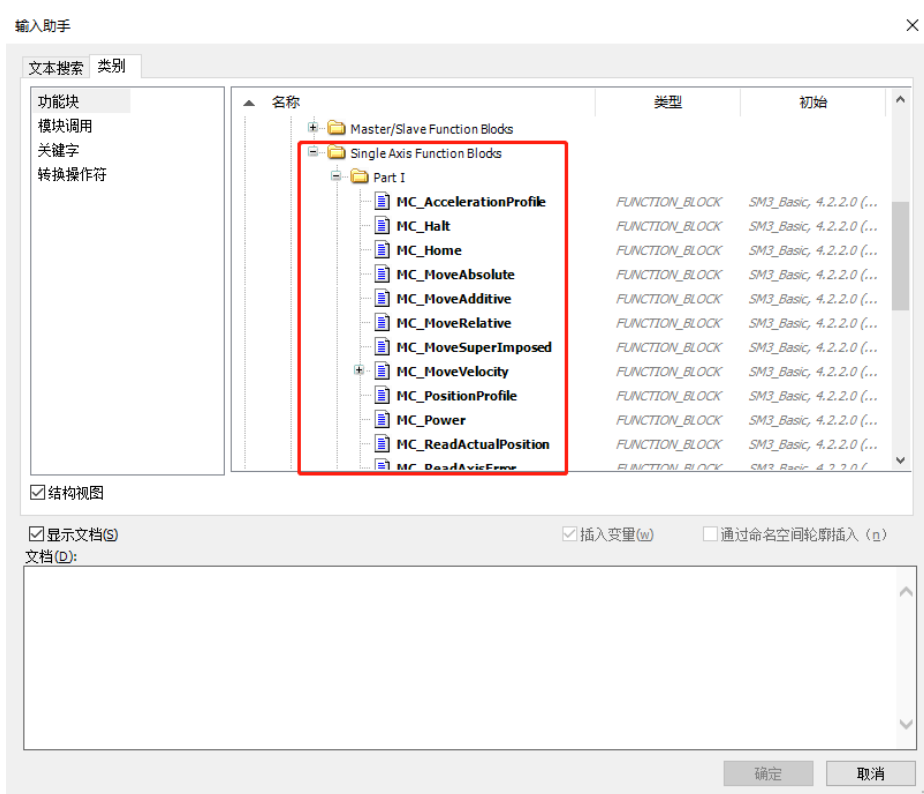 输入助手
文本搜索 类别
功能块
模块调用
关键字
转换操作符
名称 类型 初始
Master/Slave Function Blocks
Single Axis Function Blocks
Part I
MC_AccelerationProfile FUNCTION_BLOCK SM3_Basic, 4.2.2.0 (...
MC_Halt FUNCTION_BLOCK SM3_Basic, 4.2.2.0 (...
MC_Home FUNCTION_BLOCK SM3_Basic, 4.2.2.0 (...
MC_MoveAbsolute FUNCTION_BLOCK SM3_Basic, 4.2.2.0 (...
MC_MoveAdditive FUNCTION_BLOCK SM3_Basic, 4.2.2.0 (...
MC_MoveRelative FUNCTION_BLOCK SM3_Basic, 4.2.2.0 (...
MC_MoveSuperImposed FUNCTION_BLOCK SM3_Basic, 4.2.2.0 (...
MC_MoveVelocity FUNCTION_BLOCK SM3_Basic, 4.2.2.0 (...
MC_PositionProfile FUNCTION_BLOCK SM3_Basic, 4.2.2.0 (...
MC_Power FUNCTION_BLOCK SM3_Basic, 4.2.2.0 (...
MC_ReadActualPosition FUNCTION_BLOCK SM3_Basic, 4.2.2.0 (...
MC_ReadAxisError FUNCTION_BLOCK SM3_Basic, 4.2.2.0 (...
结构视图
显示文档(S) 插入变量(w) 通过命名空间轮廓插入（n）
文档(D):
确定 取消